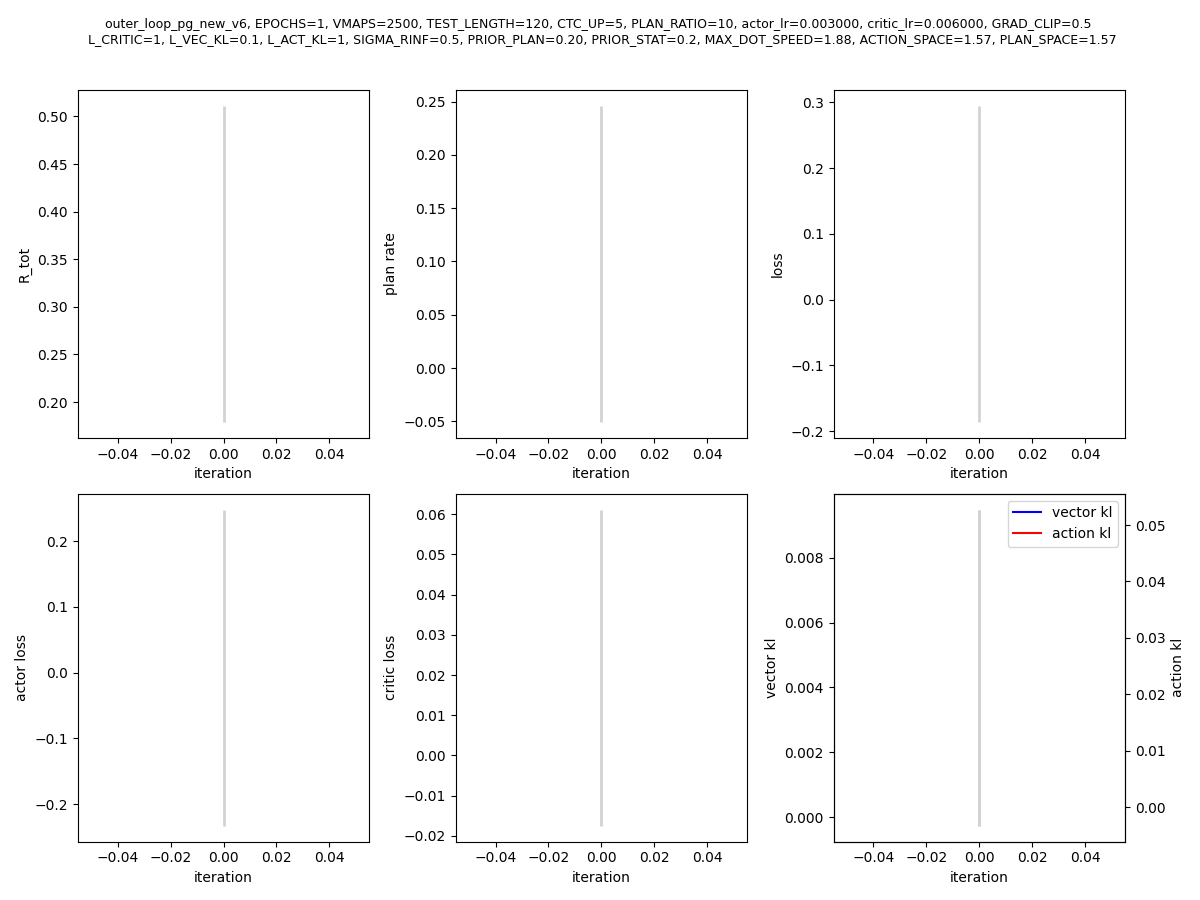 outer_loop_pg_new_v6, EPOCHS=1, VMAPS=2500, TEST_LENGTH=120, CTC_UP=5, PLAN_RATIO=10, actor_lr=0.003000, critic_lr=0.006000, GRAD_CLIP=0.5
L_CRITIC=1, L_VEC_KL=0.1, L_ACT_KL=1, SIGMA_RINF=0.5, PRIOR_PLAN=0.20, PRIOR_STAT=0.2, MAX_DOT_SPEED=1.88, ACTION_SPACE=1.57, PLAN_SPACE=1.57
R_tot
0.50
0.45
0.40
0.35
0.30
0.25
0.20
−0.04 −0.02 0.00 0.02 0.04
iteration
plan rate
0.25
0.20
0.15
0.10
0.05
0.00
−0.05
−0.04 −0.02 0.00 0.02 0.04
iteration
loss
0.3
0.2
0.1
0.0
−0.1
−0.2
−0.04 −0.02 0.00 0.02 0.04
iteration
actor loss
0.2
0.1
0.0
−0.1
−0.2
−0.04 −0.02 0.00 0.02 0.04
iteration
critic loss
0.06
0.05
0.04
0.03
0.02
0.01
0.00
−0.01
−0.02
−0.04 −0.02 0.00 0.02 0.04
iteration
vector kl
0.008
0.006
0.004
0.002
0.000
vector kl
action kl
−0.04 −0.02 0.00 0.02 0.04
iteration
0.05
0.04
0.03
0.02
0.01
0.00
action kl